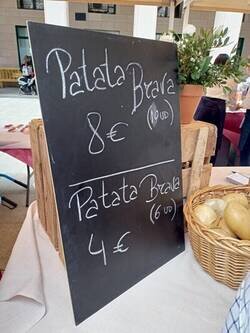 Patata Brava
8€ (10 UD)
Patata Brava
4€ (6 UD)